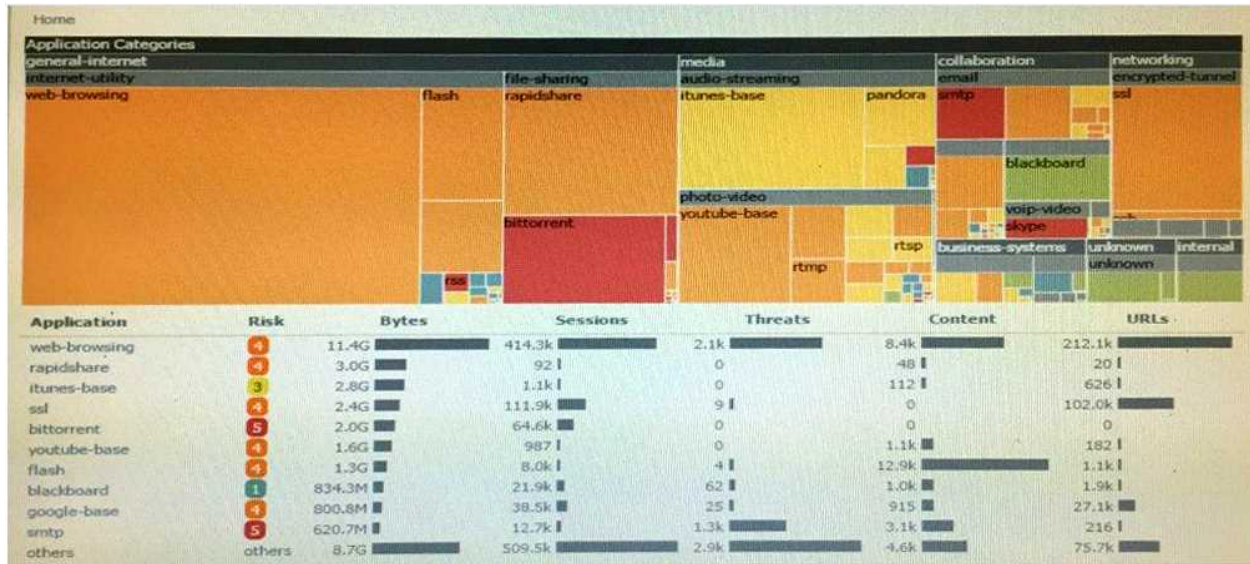 Home
Application Categories
general-internet media collaboration networking
internet-utility file-sharing audio-streaming email encrypted-tunnel
web-browsing flash rapidshare itunes-base pandora smtp ssl
blackboard
photo-video
voip-video
youtube-base
bittorrent skype
rtsp business-systems unknown internal
rtmp unknown
rss
Application Risk Bytes Sessions Threats Content URLs
web-browsing 4 11.4G 414.3k 2.1k 8.4k 212.1k
rapidshare 4 3.0G 92 0 48 20
itunes-base 3 2.8G 1.1k 0 112 626
ssl 4 2.4G 111.9k 9 0 102.0k
bittorrent 5 2.0G 64.6k 0 0 0
youtube-base 4 1.6G 987 0 1.1k 182
flash 4 1.3G 8.0k 4 12.9k 1.1k
blackboard 1 834.3M 21.9k 62 1.0k 1.9k
google-base 4 800.8M 38.5k 25 915 27.1k
smtp 5 620.7M 12.7k 1.3k 3.1k 216
others others 8.7G 509.5k 2.9k 4.6k 75.7k